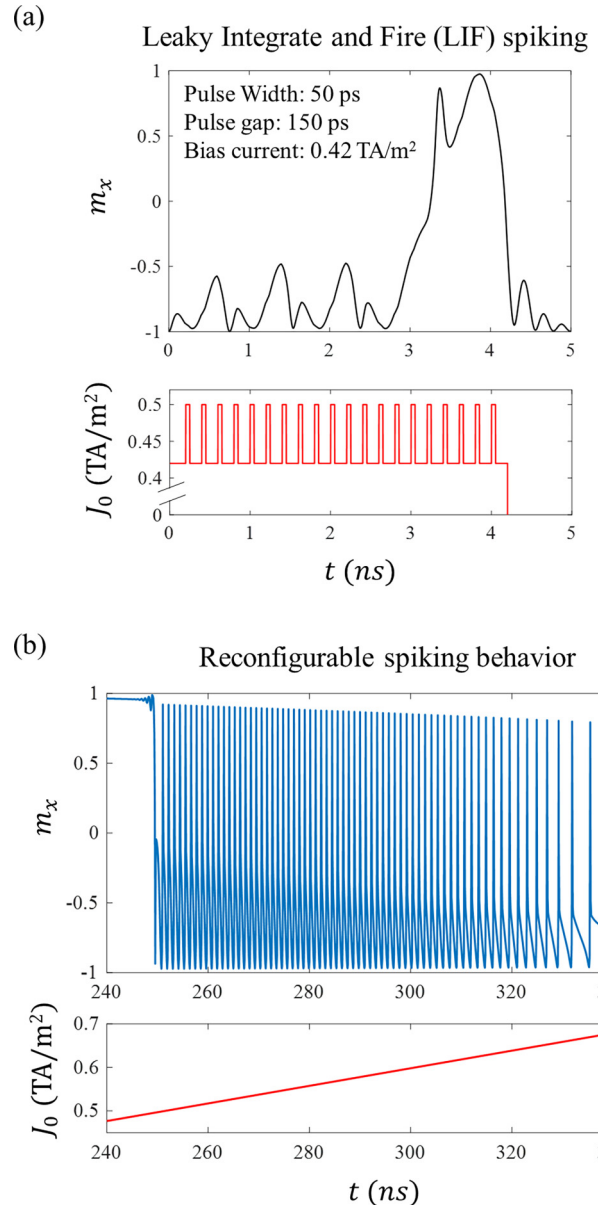 (a)
Leaky Integrate and Fire (LIF) spiking
Pulse Width: 50 ps
Pulse gap: 150 ps
Bias current: 0.42 TA/m²
mₓ
1
0.5
0
-0.5
-1
0 1 2 3 4 5
J₀ (TA/m²)
0.5
0.45
0.4
0
0 1 2 3 4 5
t (ns)
(b)
Reconfigurable spiking behavior
mₓ
1
0.5
0
-0.5
-1
240 260 280 300 320
J₀ (TA/m²)
0.7
0.6
0.5
240 260 280 300 320
t (ns)